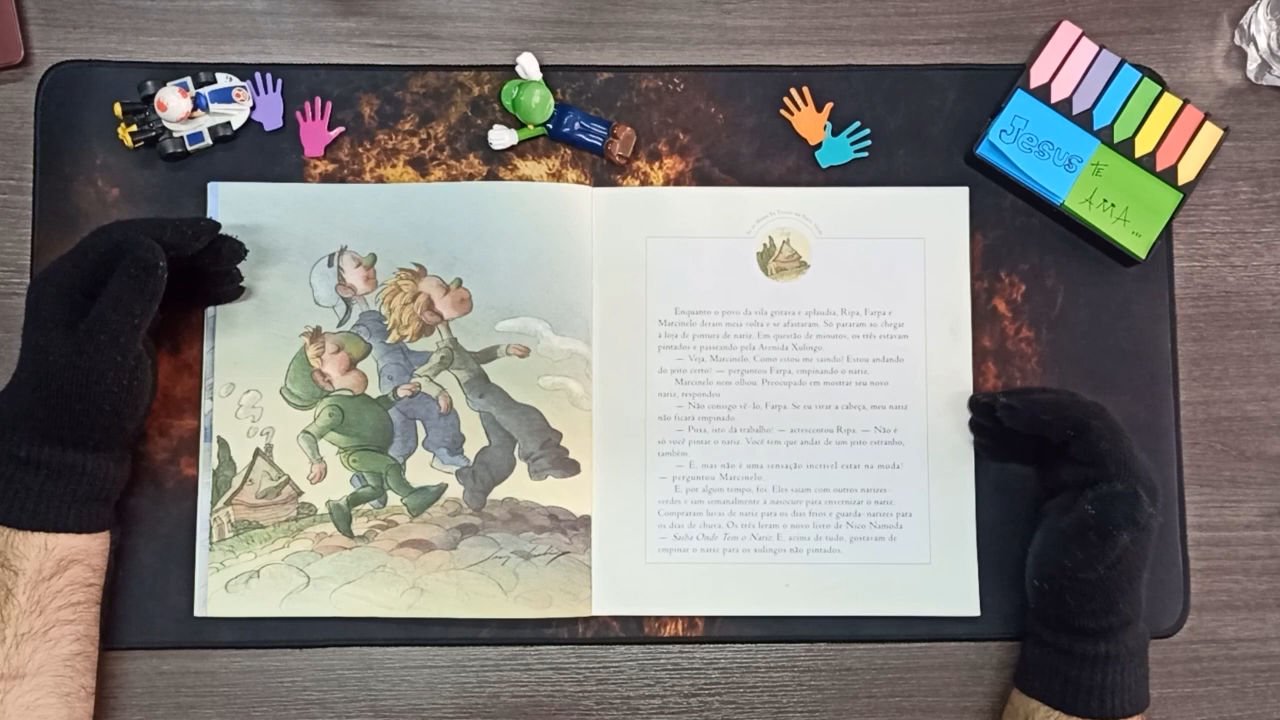 Jesus
TE
AMA...
Enquanto o povo da vila gritava e aplaudia, Ripa, Farpa e
Marcinelo deram meia volta e se afastaram. Só pararam ao chegar
à loja de pintura de nariz. Em questão de minutos, os três estavam
pintados e passeando pela Avenida Xulingo.
— Veja, Marcinelo. Como estou me saindo? Estou andando
do jeito certo? — perguntou Farpa, empinando o nariz.
Marcinelo nem olhou. Preocupado em mostrar seu novo
nariz, respondeu
— Não consigo vê-lo, Farpa. Se eu virar a cabeça, meu nariz
não ficará empinado.
— Puxa, isto dá trabalho! — acrescentou Ripa. — Não é
só você pintar o nariz. Você tem que andar de um jeito estranho,
também.
— É, mas não é uma sensação incrível estar na moda?
— perguntou Marcinelo.
E, por algum tempo, foi. Eles saíam com outros narizes-
verdes e iam semanalmente à narizcure para envernizar o nariz.
Compraram luvas de nariz para os dias frios e guarda-narizes para
os dias de chuva. Os três leram o novo livro de Nico Namoda
— Saiba Onde Tem o Nariz. E, acima de tudo, gostavam de
empinar o nariz para os xulingos não pintados.